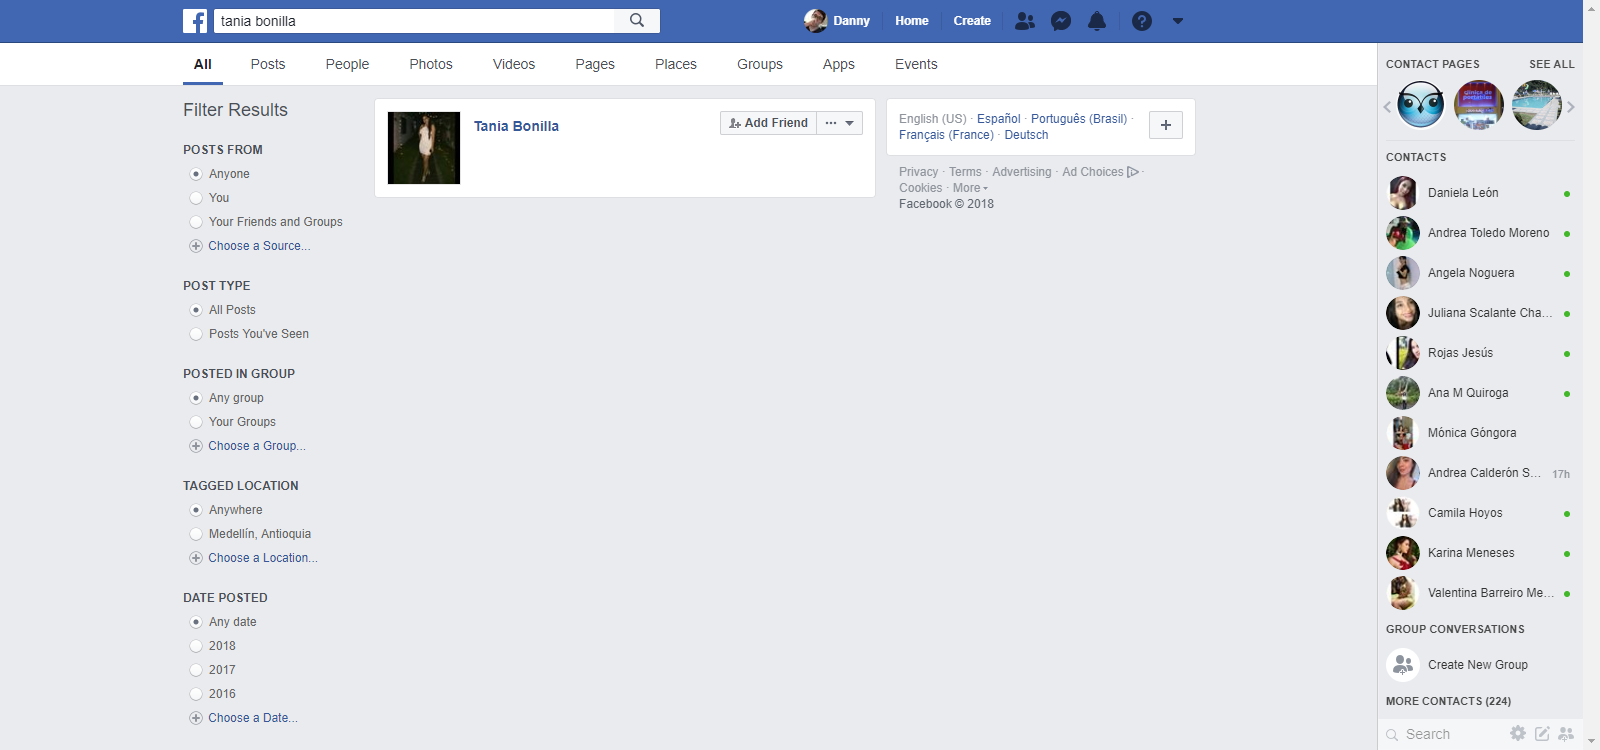 tania bonilla
Danny
Home
Create
All
Posts
People
Photos
Videos
Pages
Places
Groups
Apps
Events
Filter Results
POSTS FROM
Anyone
You
Your Friends and Groups
Choose a Source...
POST TYPE
All Posts
Posts You've Seen
POSTED IN GROUP
Any group
Your Groups
Choose a Group...
TAGGED LOCATION
Anywhere
Medellín, Antioquia
Choose a Location...
DATE POSTED
Any date
2018
2017
2016
Choose a Date...
Tania Bonilla
Add Friend
English (US) · Español · Português (Brasil) ·
Français (France) · Deutsch
Privacy · Terms · Advertising · Ad Choices ·
Cookies · More
Facebook © 2018
CONTACT PAGES
SEE ALL
CONTACTS
Daniela León
Andrea Toledo Moreno
Angela Noguera
Juliana Scalante Cha...
Rojas Jesús
Ana M Quiroga
Mónica Góngora
Andrea Calderón S...
17h
Camila Hoyos
Karina Meneses
Valentina Barreiro Me...
GROUP CONVERSATIONS
Create New Group
MORE CONTACTS (224)
Search